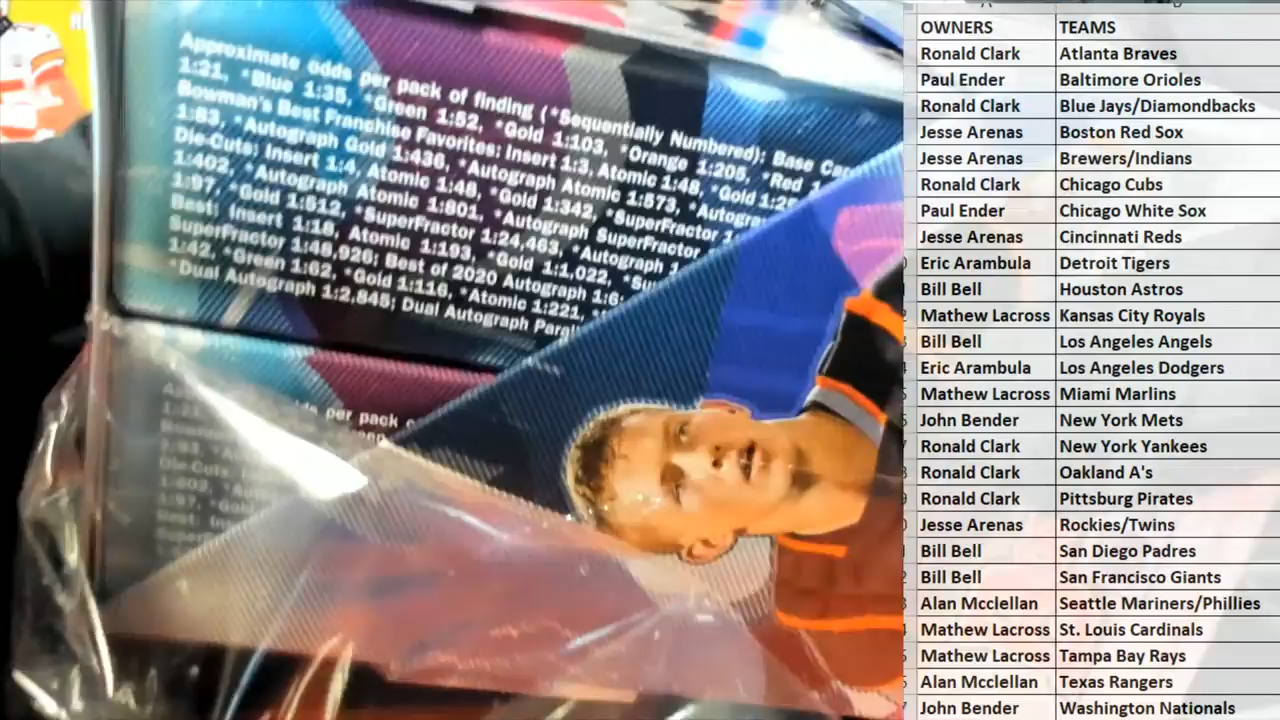 Approximate odds per pack of finding (*Sequentially Numbered): Base Car
1:21, *Blue 1:35, *Green 1:52, *Gold 1:103, *Orange 1:205, *Red 1
Bowman's Best Franchise Favorites: Insert 1:3, Atomic 1:48, *Gold 1:25
1:83, *Autograph Gold 1:436, *Autograph Atomic 1:573, *Autogra
Die-Cuts: Insert 1:4, Atomic 1:48, *Gold 1:342, *SuperFractor 1:
1:402, *Autograph Atomic 1:801, *Autograph SuperFractor
1:97, *Gold 1:512, *SuperFractor 1:24,463, *Autograph 1
Best: Insert 1:18, Atomic 1:193, *Gold 1:1,022, *Su
SuperFractor 1:48,926; Best of 2020 Autograph 1:6
1:42, *Green 1:62, *Gold 1:116, *Atomic 1:221,
*Dual Autograph 1:2,845; Dual Autograph Paral
per pack
OWNERS TEAMS
Ronald Clark Atlanta Braves
Paul Ender Baltimore Orioles
Ronald Clark Blue Jays/Diamondbacks
Jesse Arenas Boston Red Sox
Jesse Arenas Brewers/Indians
Ronald Clark Chicago Cubs
Paul Ender Chicago White Sox
Jesse Arenas Cincinnati Reds
Eric Arambula Detroit Tigers
Bill Bell Houston Astros
Mathew Lacross Kansas City Royals
Bill Bell Los Angeles Angels
Eric Arambula Los Angeles Dodgers
Mathew Lacross Miami Marlins
John Bender New York Mets
Ronald Clark New York Yankees
Ronald Clark Oakland A's
Ronald Clark Pittsburg Pirates
Jesse Arenas Rockies/Twins
Bill Bell San Diego Padres
Bill Bell San Francisco Giants
Alan Mcclellan Seattle Mariners/Phillies
Mathew Lacross St. Louis Cardinals
Mathew Lacross Tampa Bay Rays
Alan Mcclellan Texas Rangers
John Bender Washington Nationals